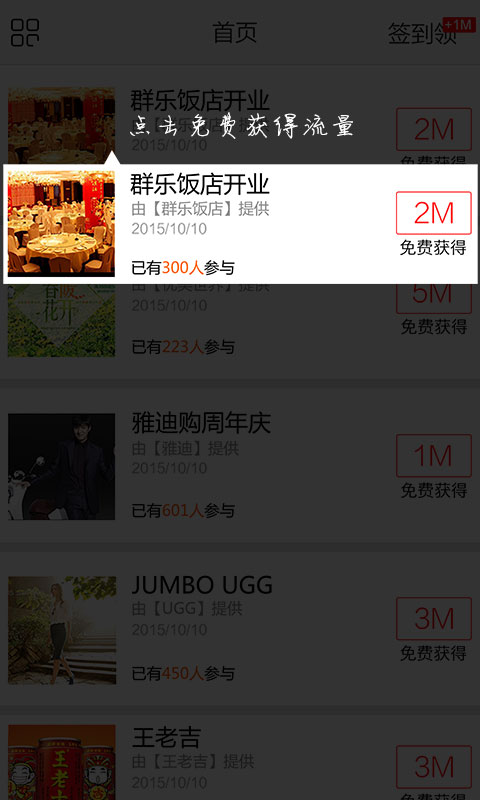 首页
签到领
+1M
群乐饭店开业
点击免费获得流量
2015/10/10
2M
免费获得
群乐饭店开业
由【群乐饭店】提供
2015/10/10
2M
免费获得
已有300人参与
2015/10/10
5M
免费获得
已有223人参与
雅迪购周年庆
由【雅迪】提供
2015/10/10
1M
免费获得
已有601人参与
JUMBO UGG
由【UGG】提供
2015/10/10
3M
免费获得
已有450人参与
王老吉
由【王老吉】提供
2015/10/10
3M
免费获得